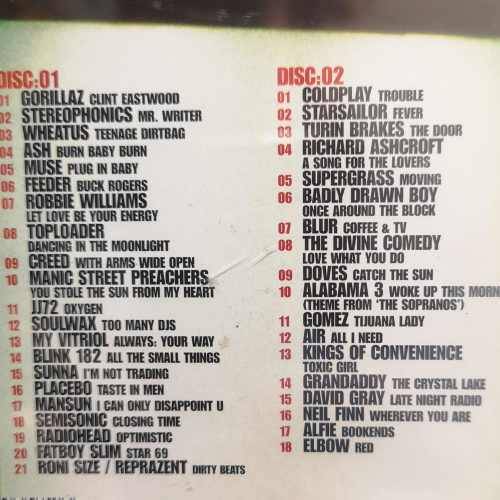 DISC:01
01 GORILLAZ CLINT EASTWOOD
02 STEREOPHONICS MR. WRITER
03 WHEATUS TEENAGE DIRTBAG
04 ASH BURN BABY BURN
05 MUSE PLUG IN BABY
06 FEEDER BUCK ROGERS
07 ROBBIE WILLIAMS
LET LOVE BE YOUR ENERGY
08 TOPLOADER
DANCING IN THE MOONLIGHT
09 CREED WITH ARMS WIDE OPEN
10 MANIC STREET PREACHERS
YOU STOLE THE SUN FROM MY HEART
11 JJ72 OXYGEN
12 SOULWAX TOO MANY DJS
13 MY VITRIOL ALWAYS: YOUR WAY
14 BLINK 182 ALL THE SMALL THINGS
15 SUNNA I'M NOT TRADING
16 PLACEBO TASTE IN MEN
17 MANSUN I CAN ONLY DISAPPOINT U
18 SEMISONIC CLOSING TIME
19 RADIOHEAD OPTIMISTIC
20 FATBOY SLIM STAR 69
21 RONI SIZE / REPRAZENT DIRTY BEATS
DISC:02
01 COLDPLAY TROUBLE
02 STARSAILOR FEVER
03 TURIN BRAKES THE DOOR
04 RICHARD ASHCROFT
A SONG FOR THE LOVERS
05 SUPERGRASS MOVING
06 BADLY DRAWN BOY
ONCE AROUND THE BLOCK
07 BLUR COFFEE & TV
08 THE DIVINE COMEDY
LOVE WHAT YOU DO
09 DOVES CATCH THE SUN
10 ALABAMA 3 WOKE UP THIS MORN
(THEME FROM 'THE SOPRANOS')
11 GOMEZ TIJUANA LADY
12 AIR ALL I NEED
13 KINGS OF CONVENIENCE
TOXIC GIRL
14 GRANDADDY THE CRYSTAL LAKE
15 DAVID GRAY LATE NIGHT RADIO
16 NEIL FINN WHEREVER YOU ARE
17 ALFIE BOOKENDS
18 ELBOW RED